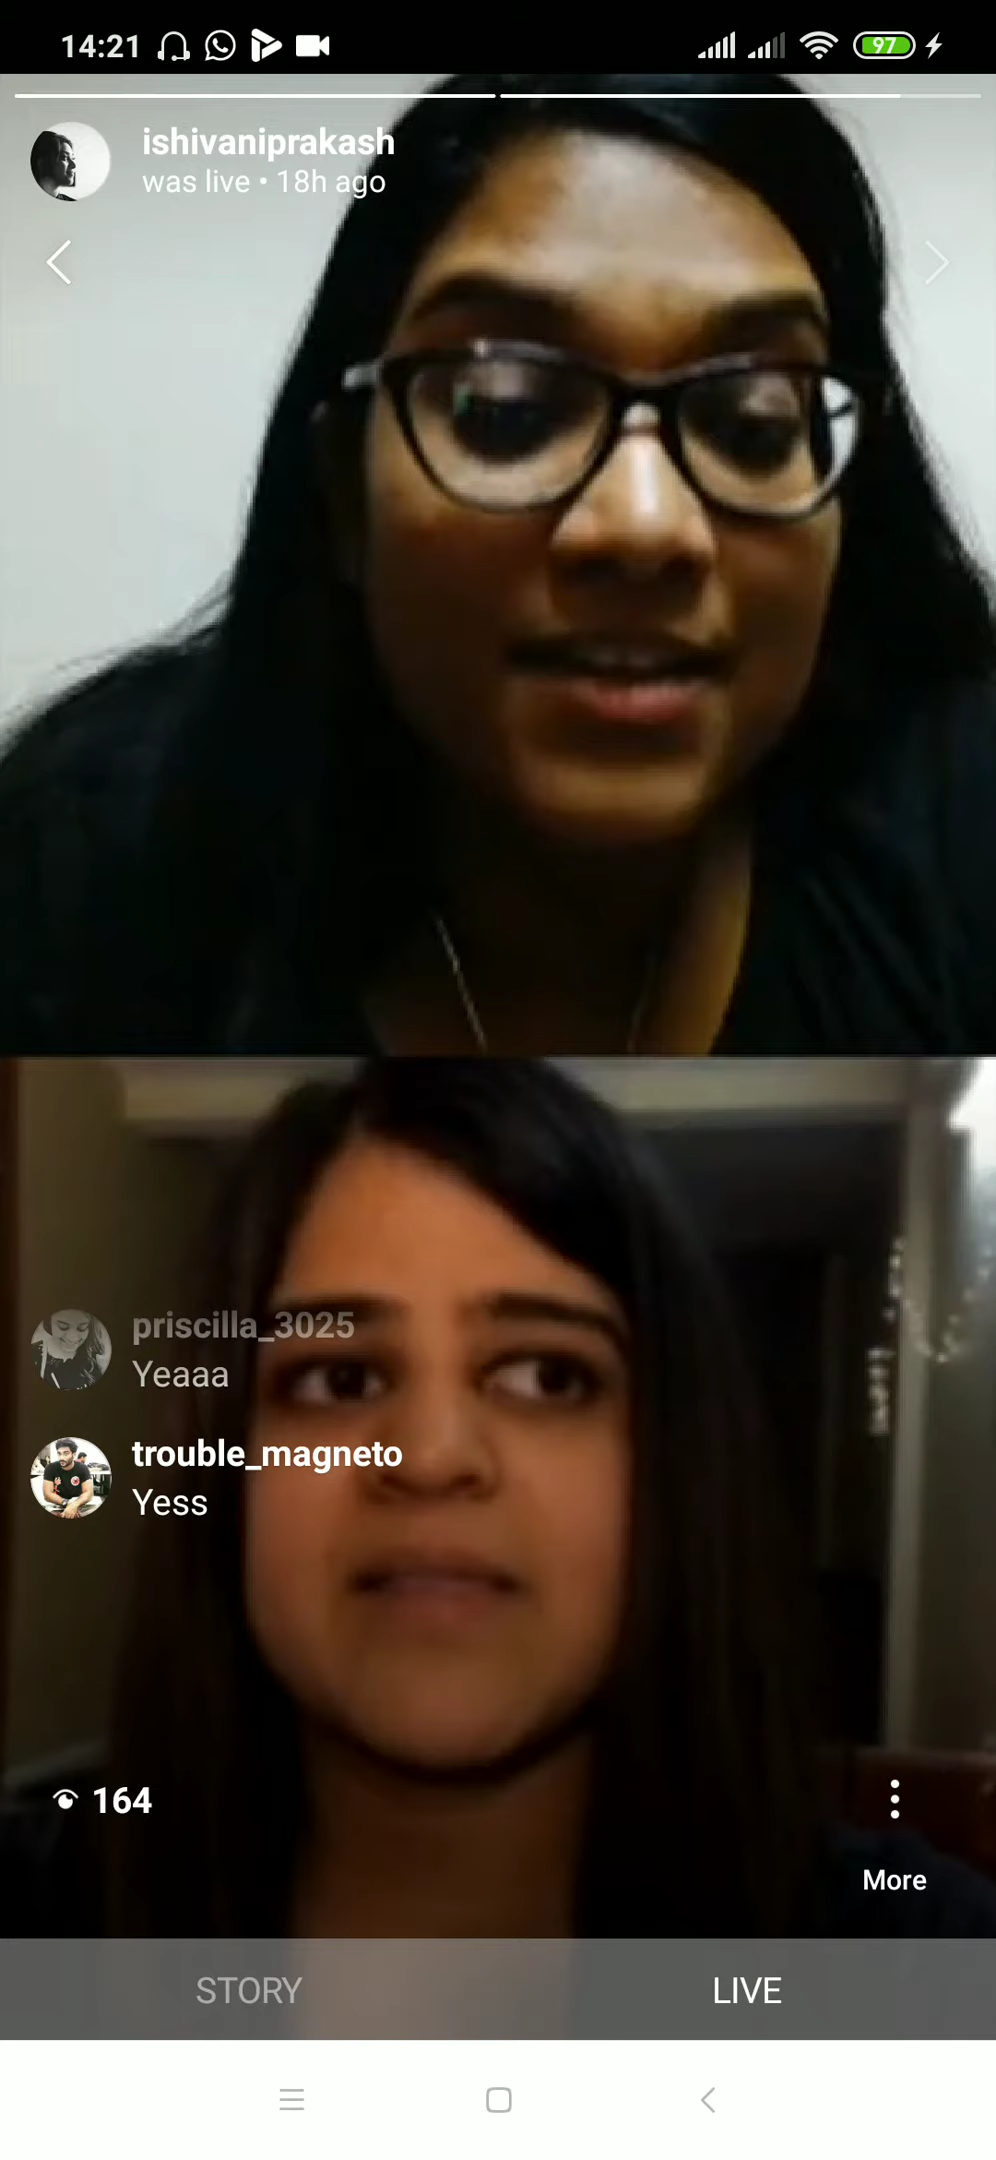 14:21
97
ishivaniprakash
was live • 18h ago
priscilla_3025
Yeaaa
trouble_magneto
Yess
164
More
STORY
LIVE